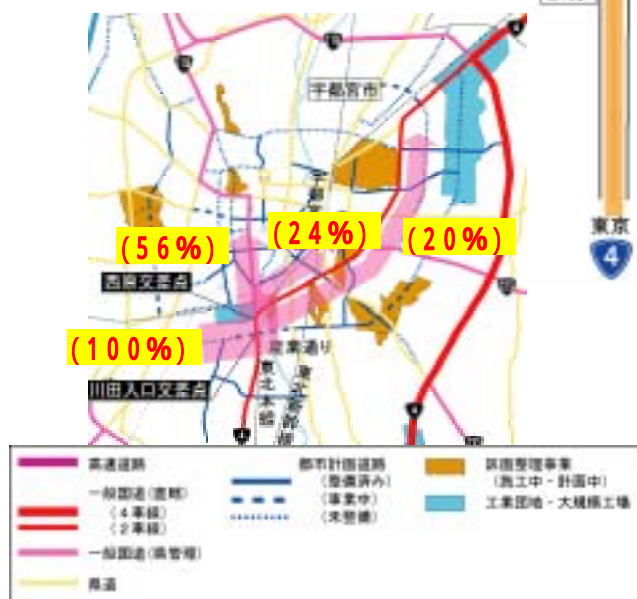 東京
4
宇都宮市
(56%)
(24%)
(20%)
西原交差点
(100%)
産業通り
川田入口交差点
東北本線
4
4
高速道路
一般国道(直轄)
(4車線)
(2車線)
一般国道(県管理)
県道
都市計画道路
(整備済み)
(事業中)
(未整備)
区画整理事業
(施工中・計画中)
工業団地・大規模工場